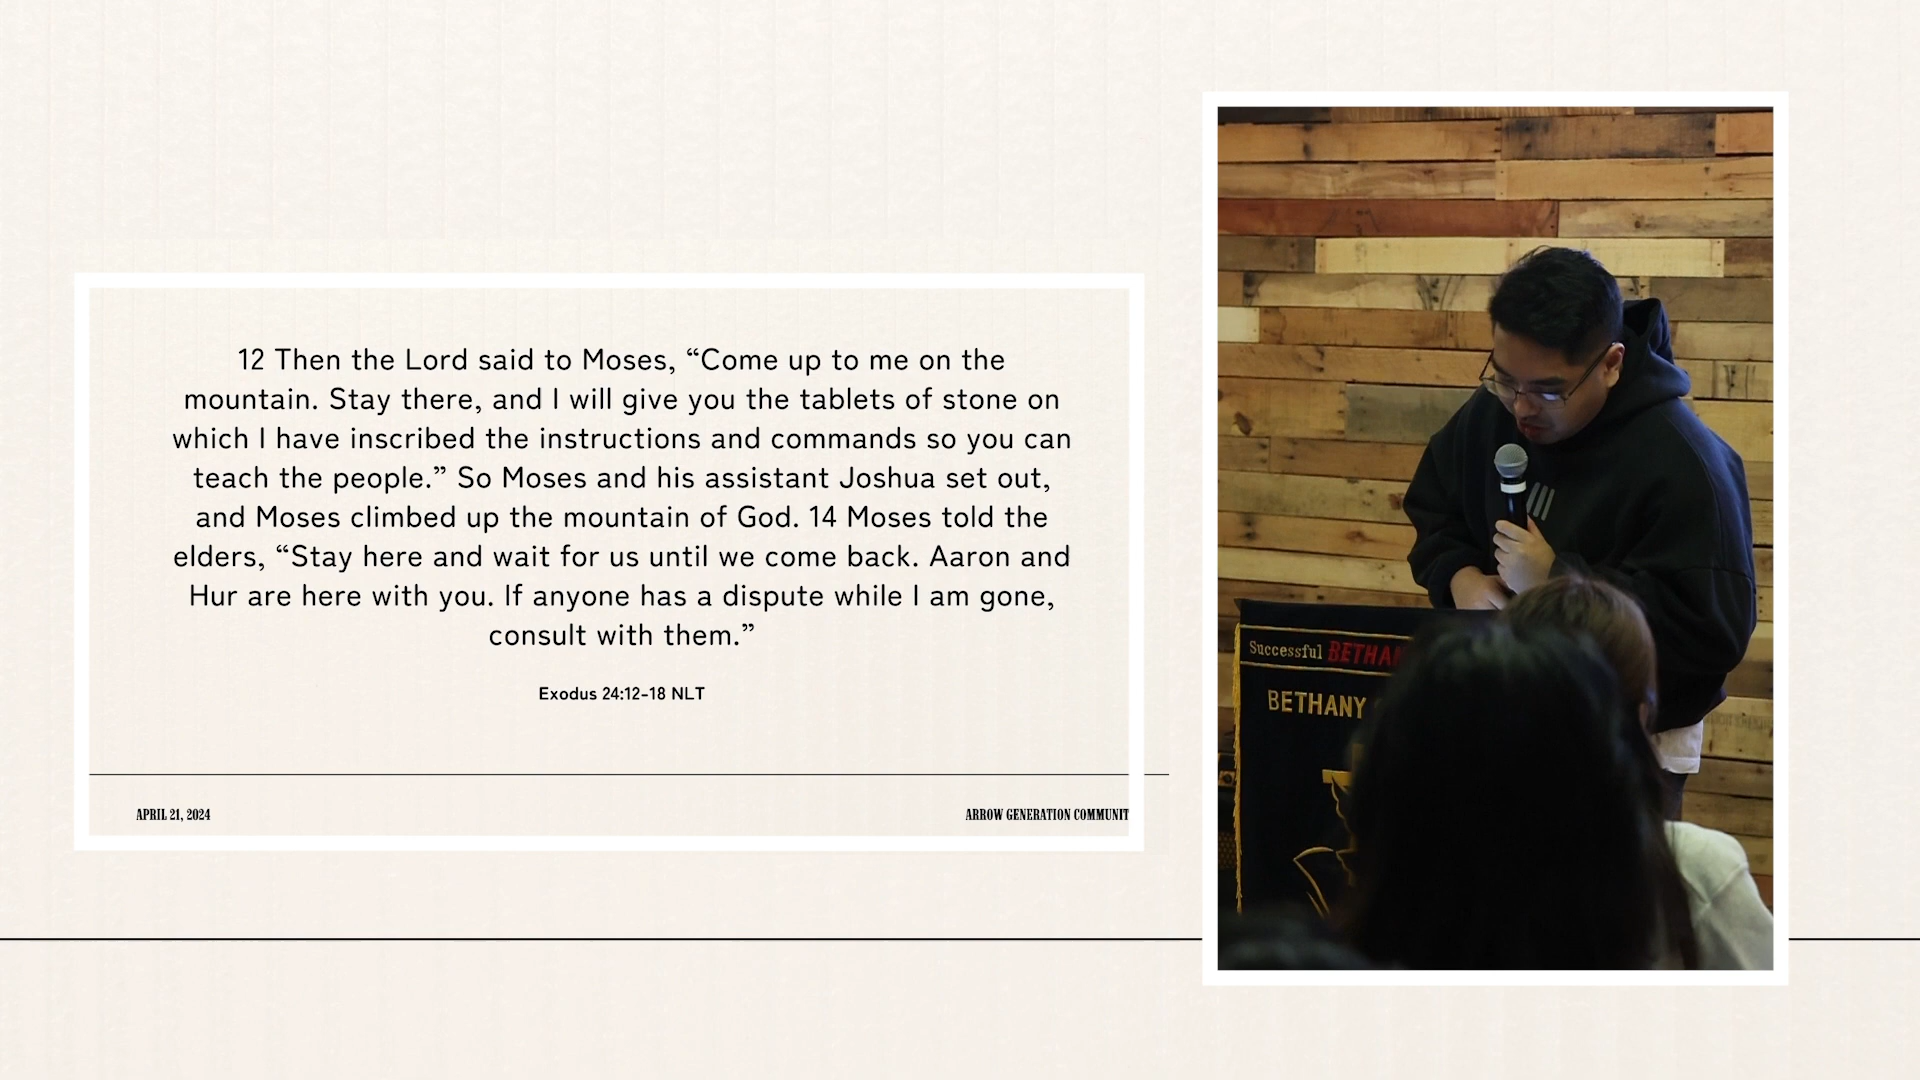 12 Then the Lord said to Moses, “Come up to me on the
mountain. Stay there, and I will give you the tablets of stone on
which I have inscribed the instructions and commands so you can
teach the people.” So Moses and his assistant Joshua set out,
and Moses climbed up the mountain of God. 14 Moses told the
elders, “Stay here and wait for us until we come back. Aaron and
Hur are here with you. If anyone has a dispute while I am gone,
consult with them.”
Exodus 24:12-18 NLT
APRIL 21, 2024
ARROW GENERATION COMMUNIT
Successful BETHAN
BETHANY